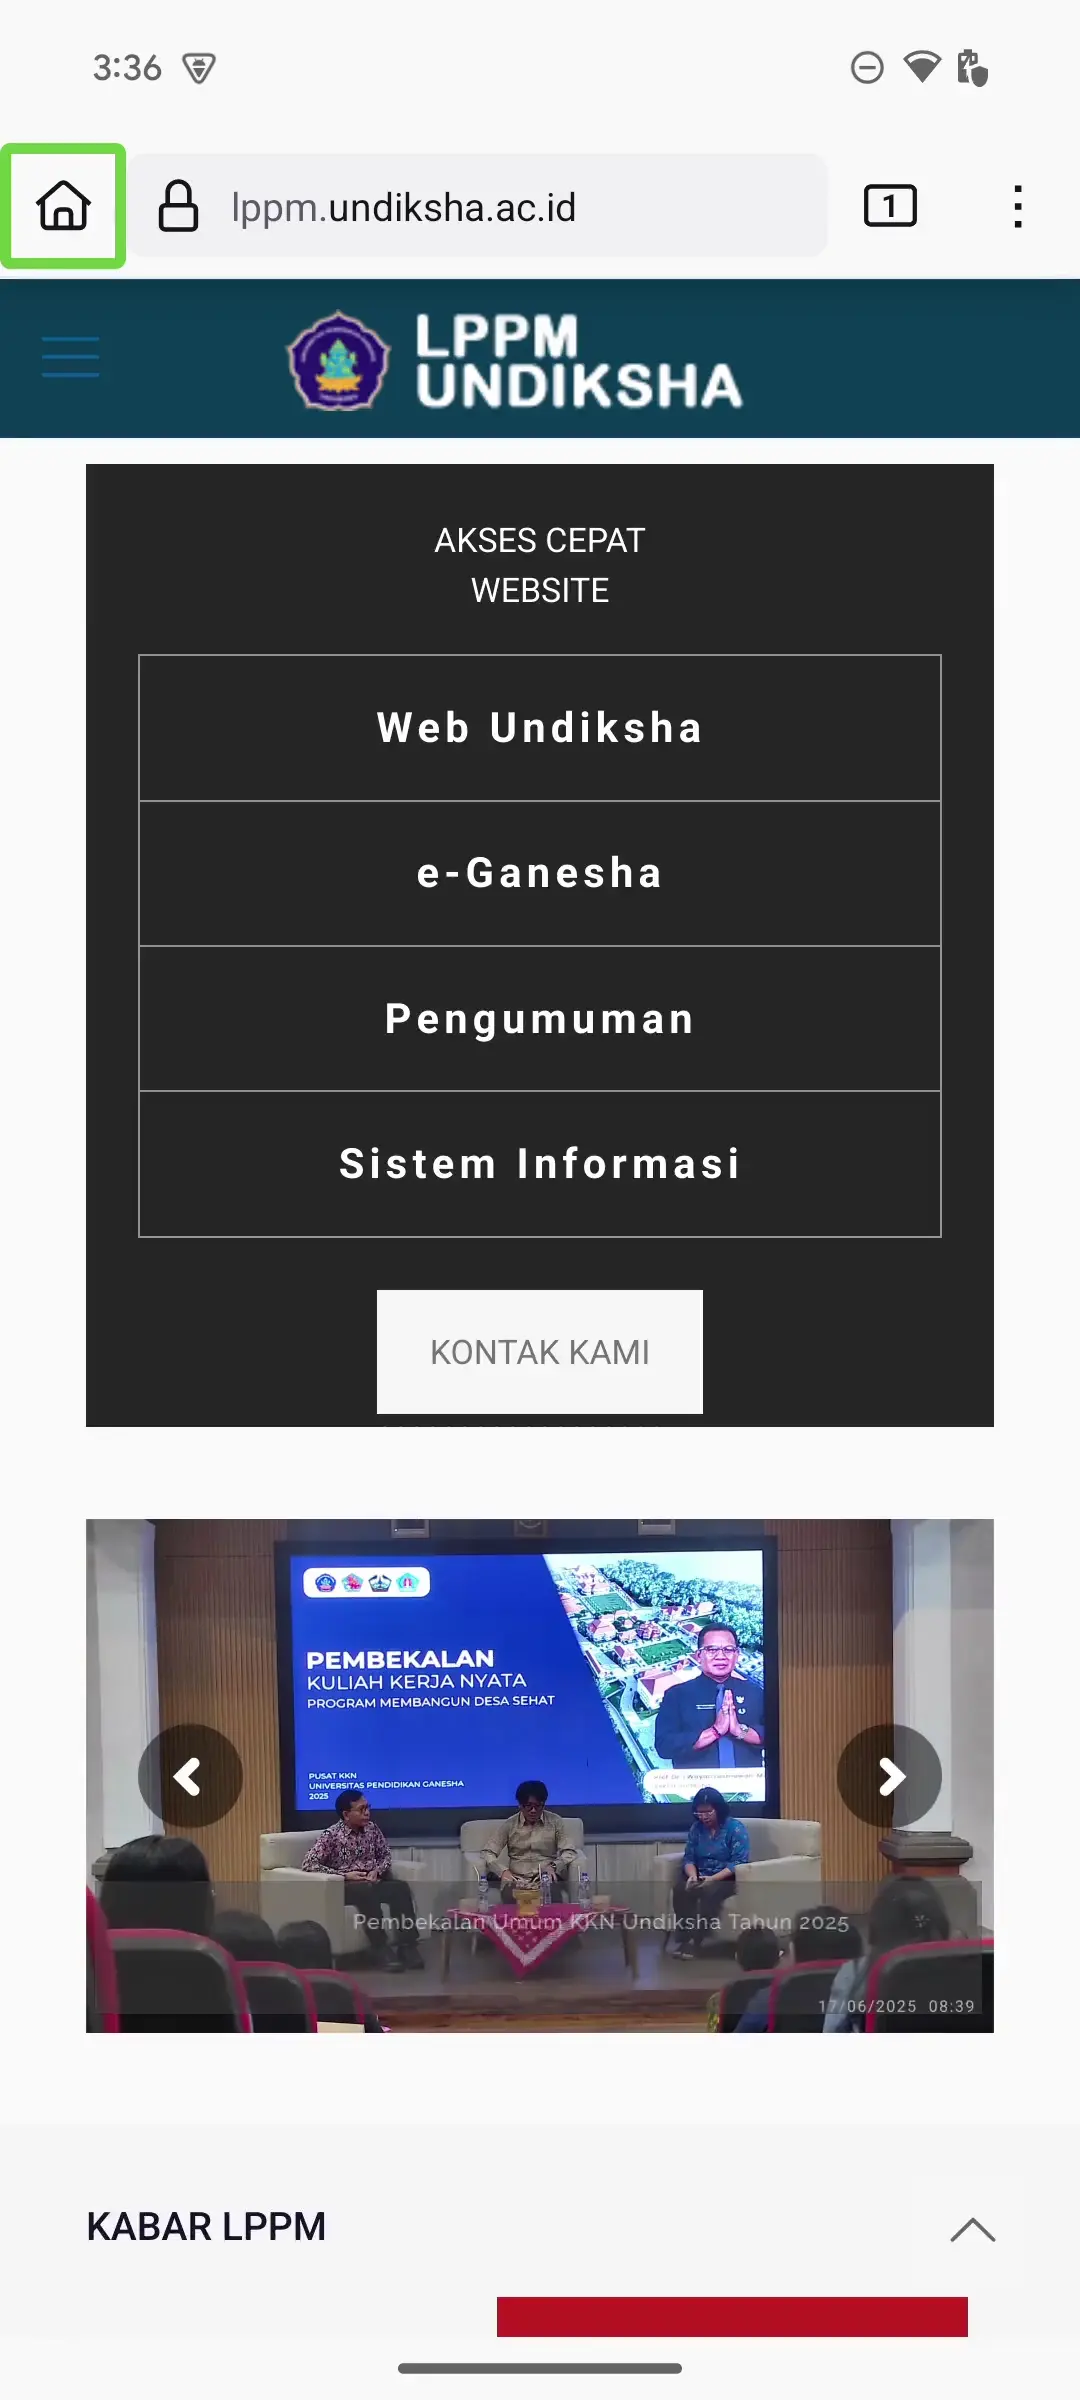 3:36
lppm.undiksha.ac.id
1
LPPM
UNDIKSHA
AKSES CEPAT
WEBSITE
Web Undiksha
e-Ganesha
Pengumuman
Sistem Informasi
KONTAK KAMI
PEMBEKALAN
KULIAH KERJA NYATA
PROGRAM MEMBANGUN DESA SEHAT
PUSAT KKN
UNIVERSITAS PENDIDIKAN GANESHA
2025
Pembekalan Umum KKN Undiksha Tahun 2025
17/06/2025 08:39
KABAR LPPM